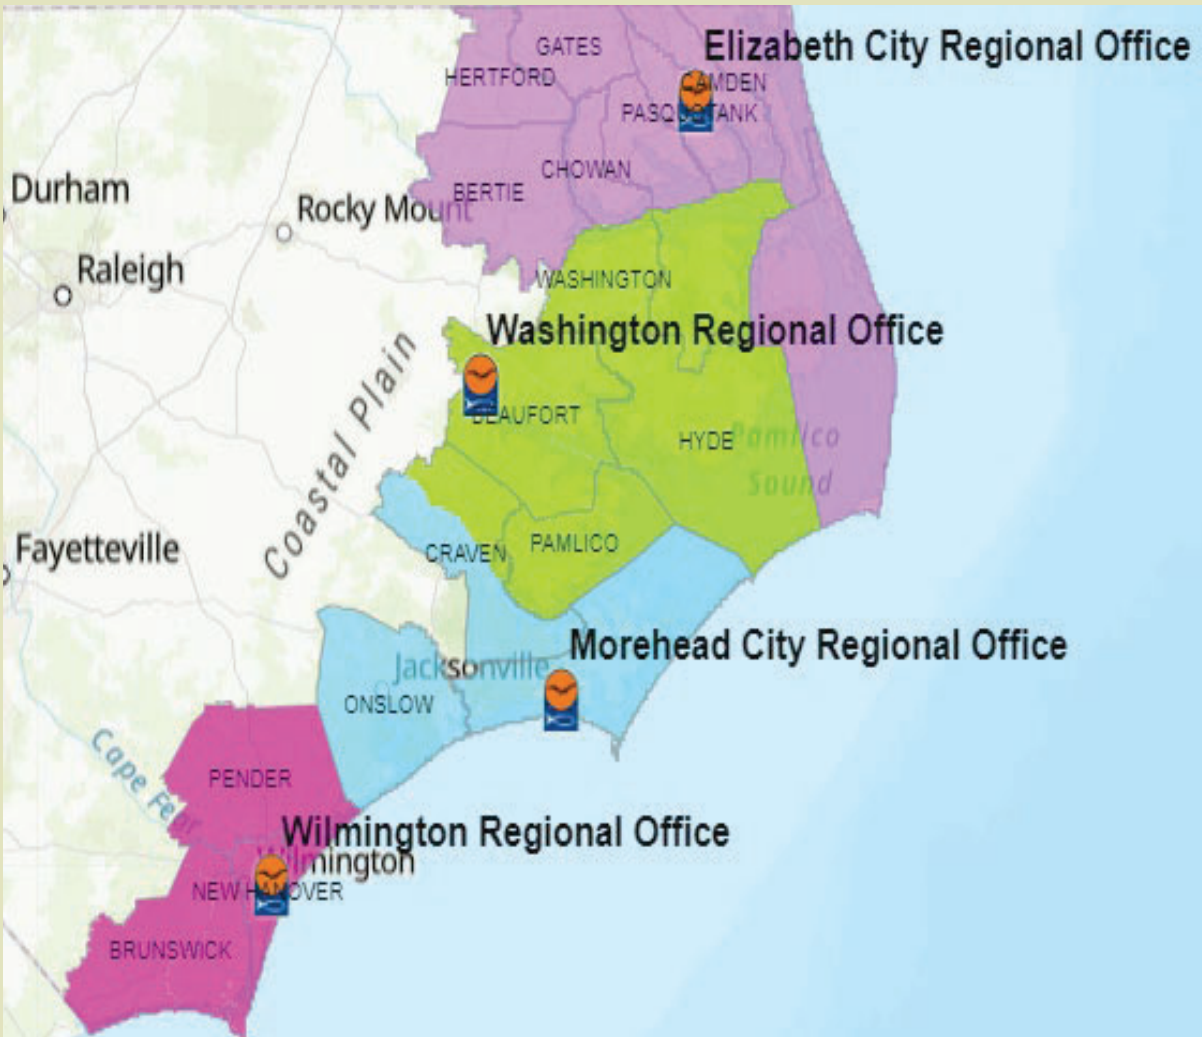 GATES
Elizabeth City Regional Office
HERTFORD
CAMDEN
PASQUOTANK
CHOWAN
BERTIE
Durham
Rocky Mount
Raleigh
WASHINGTON
Washington Regional Office
Coastal Plain
BEAUFORT
HYDE
Pamlico
Sound
Fayetteville
CRAVEN
PAMLICO
Morehead City Regional Office
Jacksonville
ONSLOW
Cape Fear
PENDER
Wilmington Regional Office
Wilmington
NEW HANOVER
BRUNSWICK